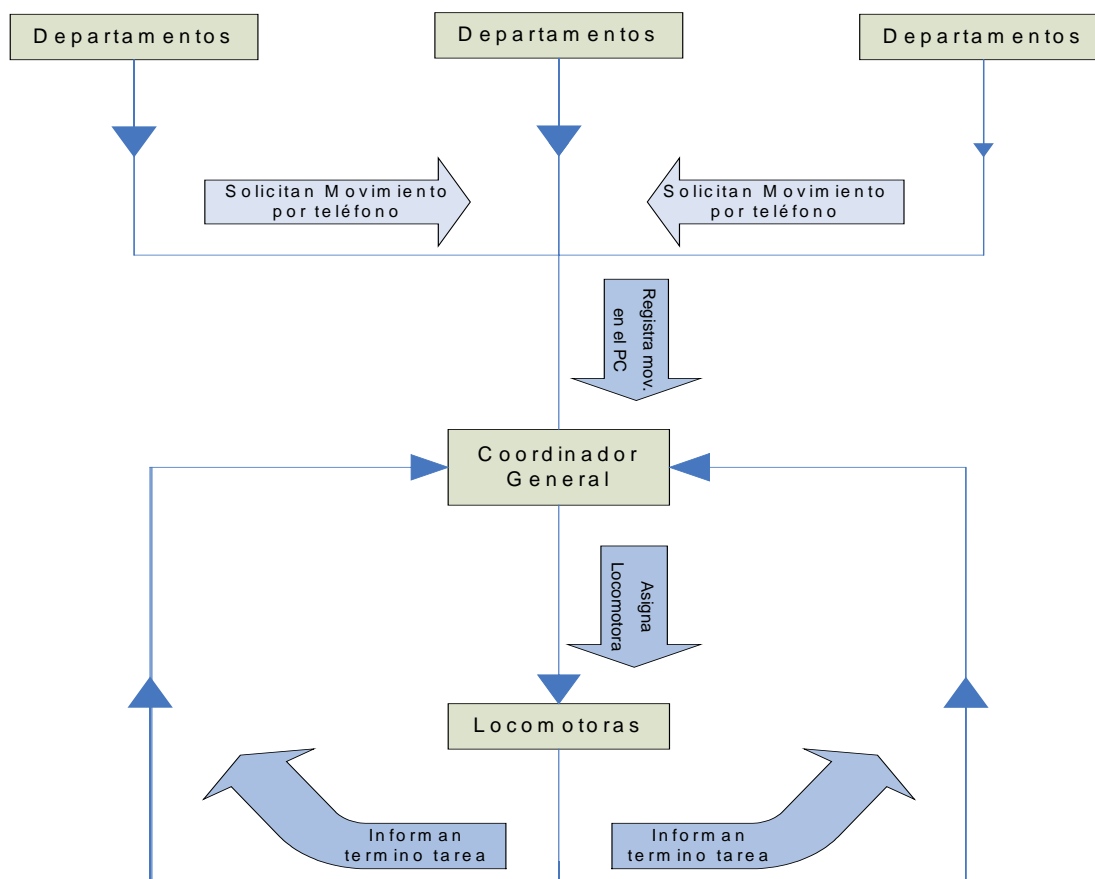 Departamentos
Departamentos
Departamentos
Solicitan Movimiento
por teléfono
Solicitan Movimiento
por teléfono
Registra mov.
en el PC
Coordinador
General
Asigna
Locomotora
Locomotoras
Informan
termino tarea
Informan
termino tarea